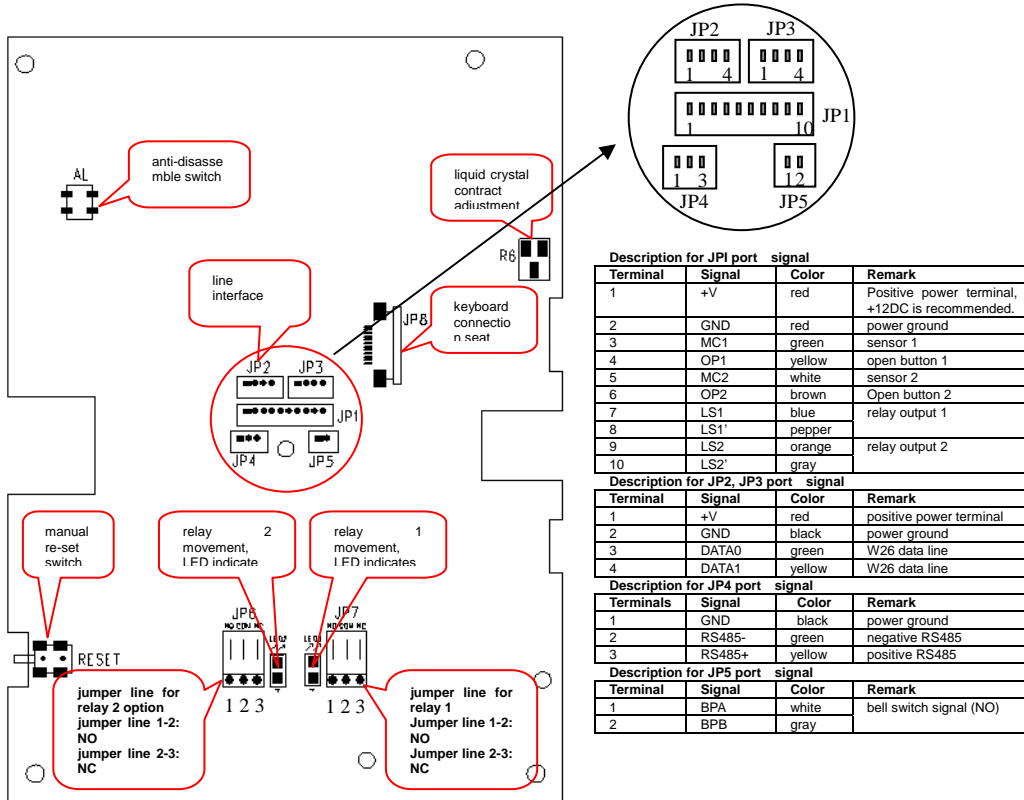 JP2 JP3
1 4 1 4
1 10 JP1
1 3 12
JP4 JP5
AL
anti-disasse
mble switch
liquid crystal
contract
adjustment
R6
line
interface
keyboard
connectio
n seat
JP8
JP2 JP3
JP1
JP4 JP5
manual
re-set
switch
relay 2
movement,
LED indicate
relay 1
movement,
LED indicates
JP6 JP7
NO COM NC NO COM NC
RESET
1 2 3 1 2 3
jumper line for
relay 2 option
jumper line 1-2:
NO
jumper line 2-3:
NC
jumper line for
relay 1
Jumper line 1-2:
NO
Jumper line 2-3:
NC
Description for JPI port signal
Terminal Signal Color Remark
1 +V red Positive power terminal,
+12DC is recommended.
2 GND red power ground
3 MC1 green sensor 1
4 OP1 yellow open button 1
5 MC2 white sensor 2
6 OP2 brown Open button 2
7 LS1 blue relay output 1
8 LS1' pepper
9 LS2 orange relay output 2
10 LS2' gray
Description for JP2, JP3 port signal
Terminal Signal Color Remark
1 +V red positive power terminal
2 GND black power ground
3 DATA0 green W26 data line
4 DATA1 yellow W26 data line
Description for JP4 port signal
Terminals Signal Color Remark
1 GND black power ground
2 RS485- green negative RS485
3 RS485+ yellow positive RS485
Description for JP5 port signal
Terminal Signal Color Remark
1 BPA white bell switch signal (NO)
2 BPB gray